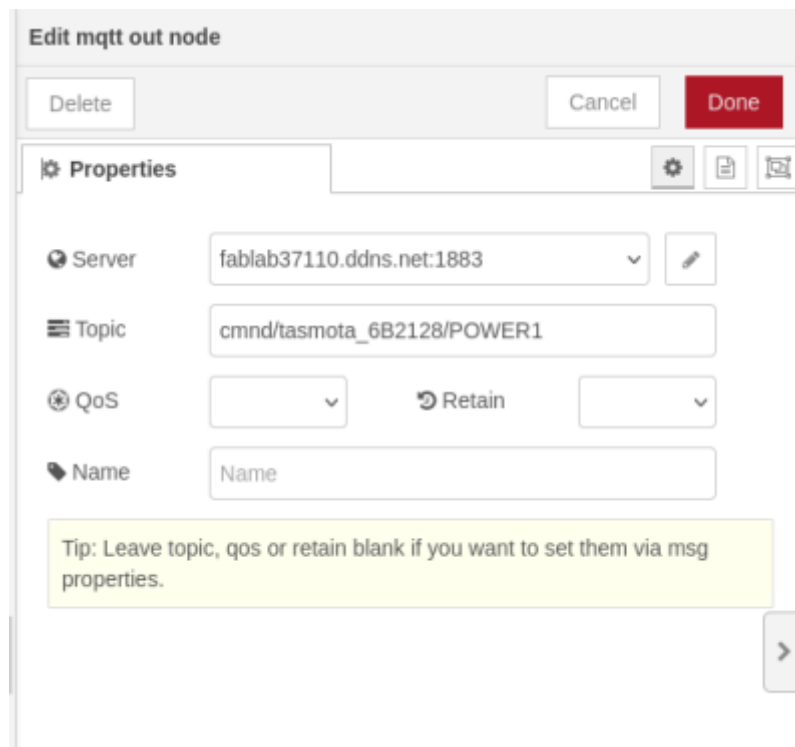 Edit mqtt out node
Delete
Cancel
Done
Properties
Server
fablab37110.ddns.net:1883
Topic
cmnd/tasmota_6B2128/POWER1
QoS
Retain
Name
Name
Tip: Leave topic, qos or retain blank if you want to set them via msg
properties.